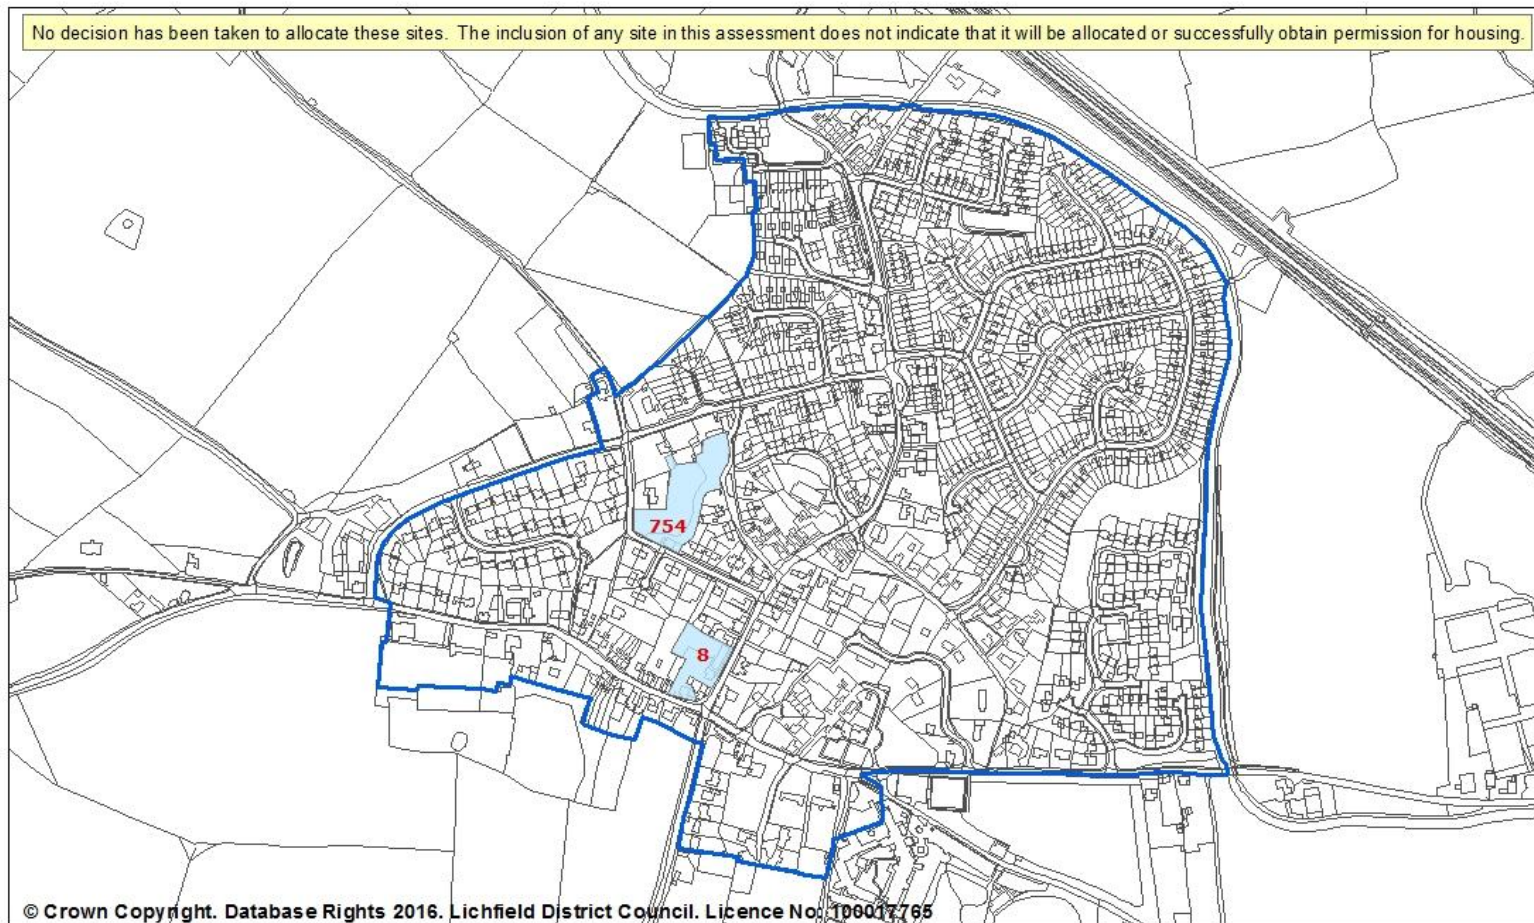 No decision has been taken to allocate these sites. The inclusion of any site in this assessment does not indicate that it will be allocated or successfully obtain permission for housing.
754
8
© Crown Copyright. Database Rights 2016. Lichfield District Council. Licence No: 100017765